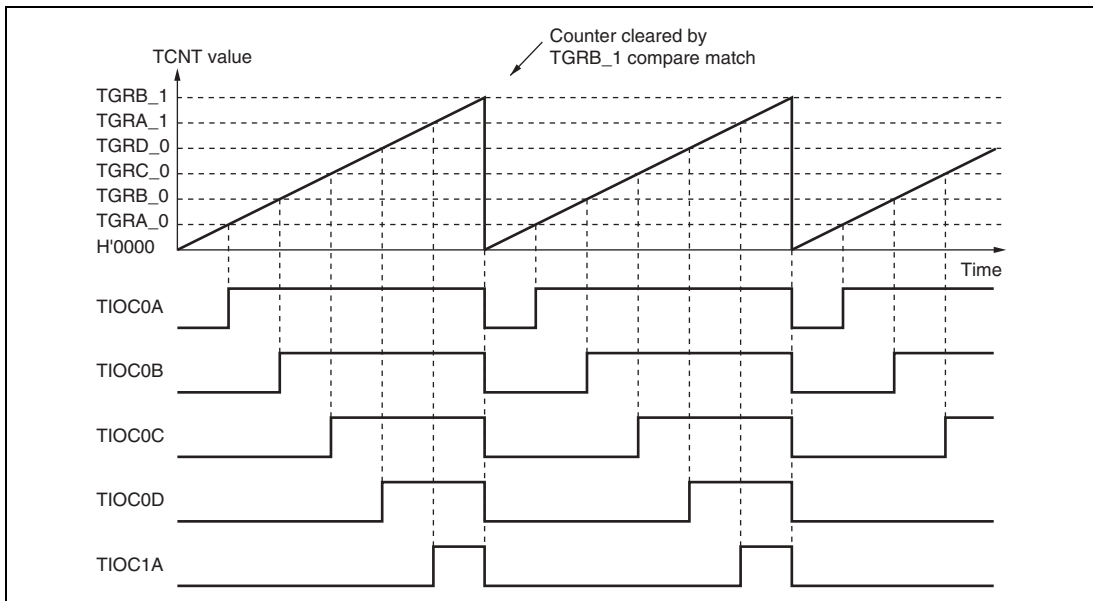 Counter cleared by
TGRB_1 compare match
TCNT value
TGRB_1
TGRA_1
TGRD_0
TGRC_0
TGRB_0
TGRA_0
H'0000
Time
TIOC0A
TIOC0B
TIOC0C
TIOC0D
TIOC1A